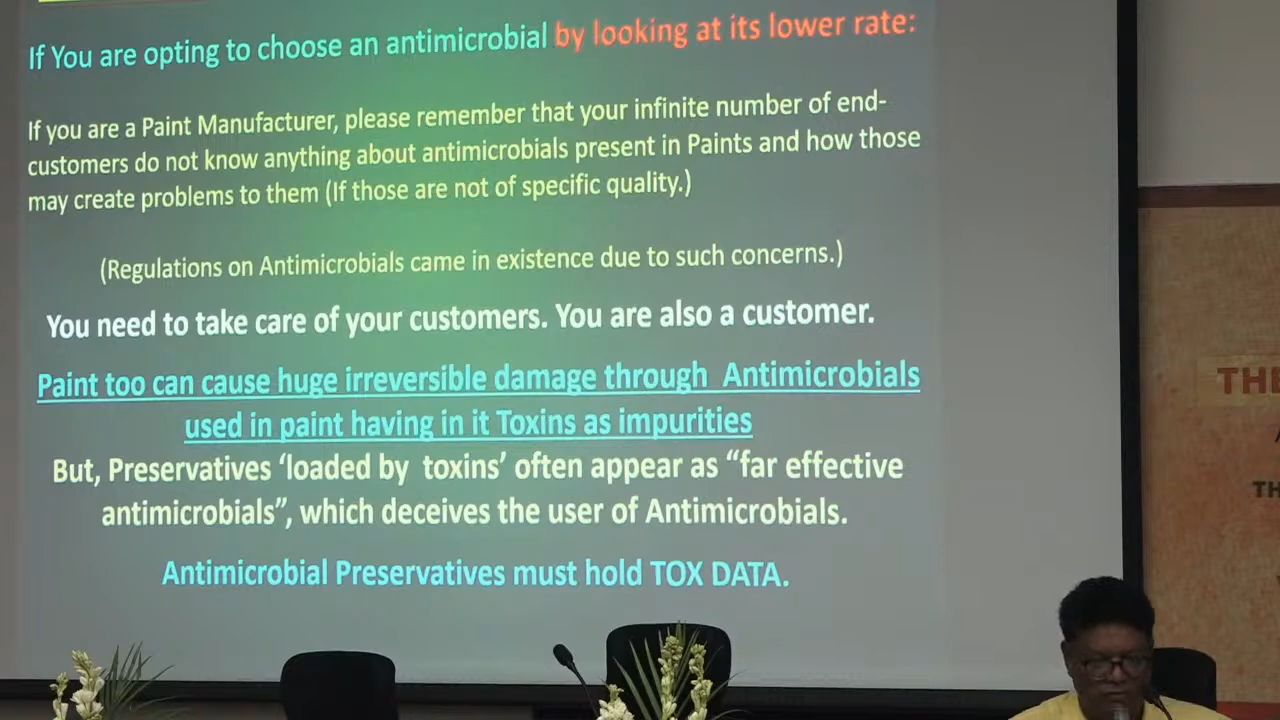 If You are opting to choose an antimicrobial by looking at its lower rate:
If you are a Paint Manufacturer, please remember that your infinite number of end-
customers do not know anything about antimicrobials present in Paints and how those
may create problems to them (If those are not of specific quality.)
(Regulations on Antimicrobials came in existence due to such concerns.)
You need to take care of your customers. You are also a customer.
Paint too can cause huge irreversible damage through Antimicrobials
used in paint having in it Toxins as impurities
But, Preservatives ‘loaded by toxins’ often appear as “far effective
antimicrobials”, which deceives the user of Antimicrobials.
Antimicrobial Preservatives must hold TOX DATA.